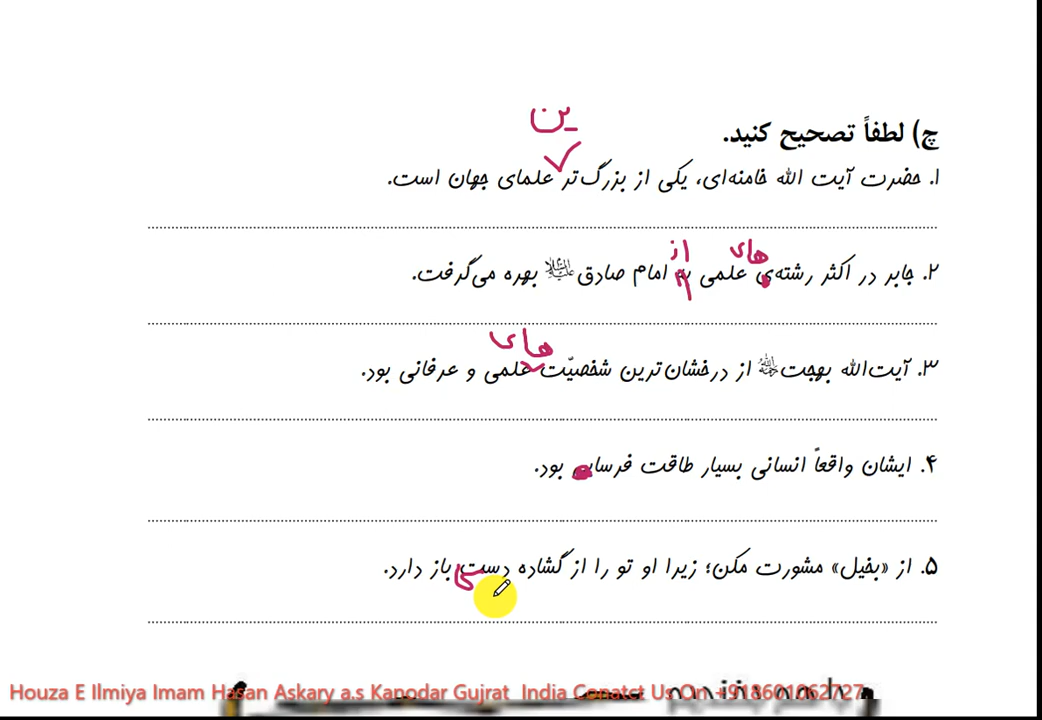 چ) لطفاً تصحیح کنید.
ین
۱. حضرت آیت الله خامنه‌ای، یکی از بزرگ‌تر علمای جهان است.
های از
۲. جابر در اکثر رشته‌ی علمی به امام صادق علیه‌السلام بهره می‌گرفت.
های
۳. آیت‌الله بهجت از درخشان‌ترین شخصیّت علمی و عرفانی بود.
۴. ایشان واقعاً انسانی بسیار طاقت فرسایی بود.
۵. از «بخیل» مشورت مکن؛ زیرا او تو را از گشاده دست باز دارد.
Houza E Ilmiya Imam Hasan Askary a.s Kanodar Gujrat India Conatct Us On +918601062727